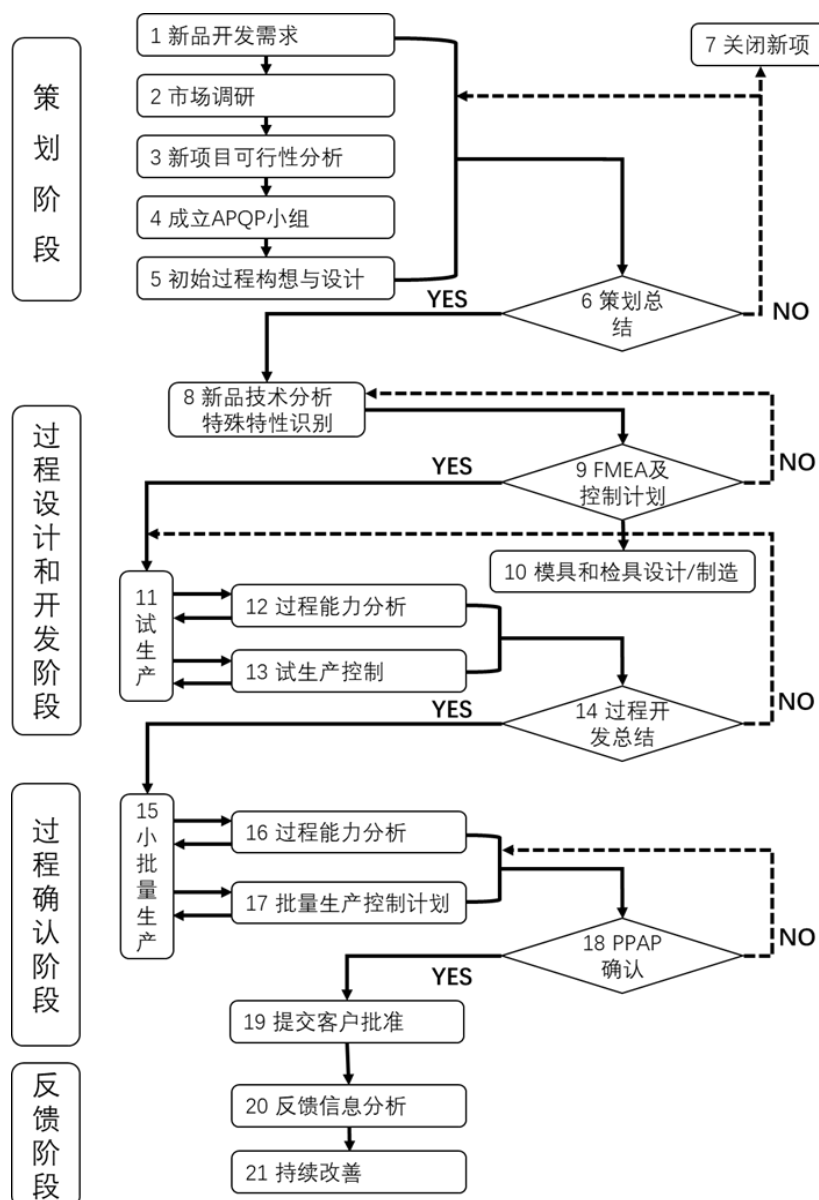 策划阶段
1 新品开发需求
2 市场调研
3 新项目可行性分析
4 成立APQP小组
5 初始过程构想与设计
7 关闭新项
6 策划总
结
YES
NO
过程设计和开发阶段
8 新品技术分析
特殊特性识别
9 FMEA及
控制计划
YES
NO
10 模具和检具设计/制造
11
试
生
产
12 过程能力分析
13 试生产控制
14 过程开
发总结
YES
NO
过程确认阶段
15
小
批
量
生
产
16 过程能力分析
17 批量生产控制计划
18 PPAP
确认
YES
NO
19 提交客户批准
反馈阶段
20 反馈信息分析
21 持续改善